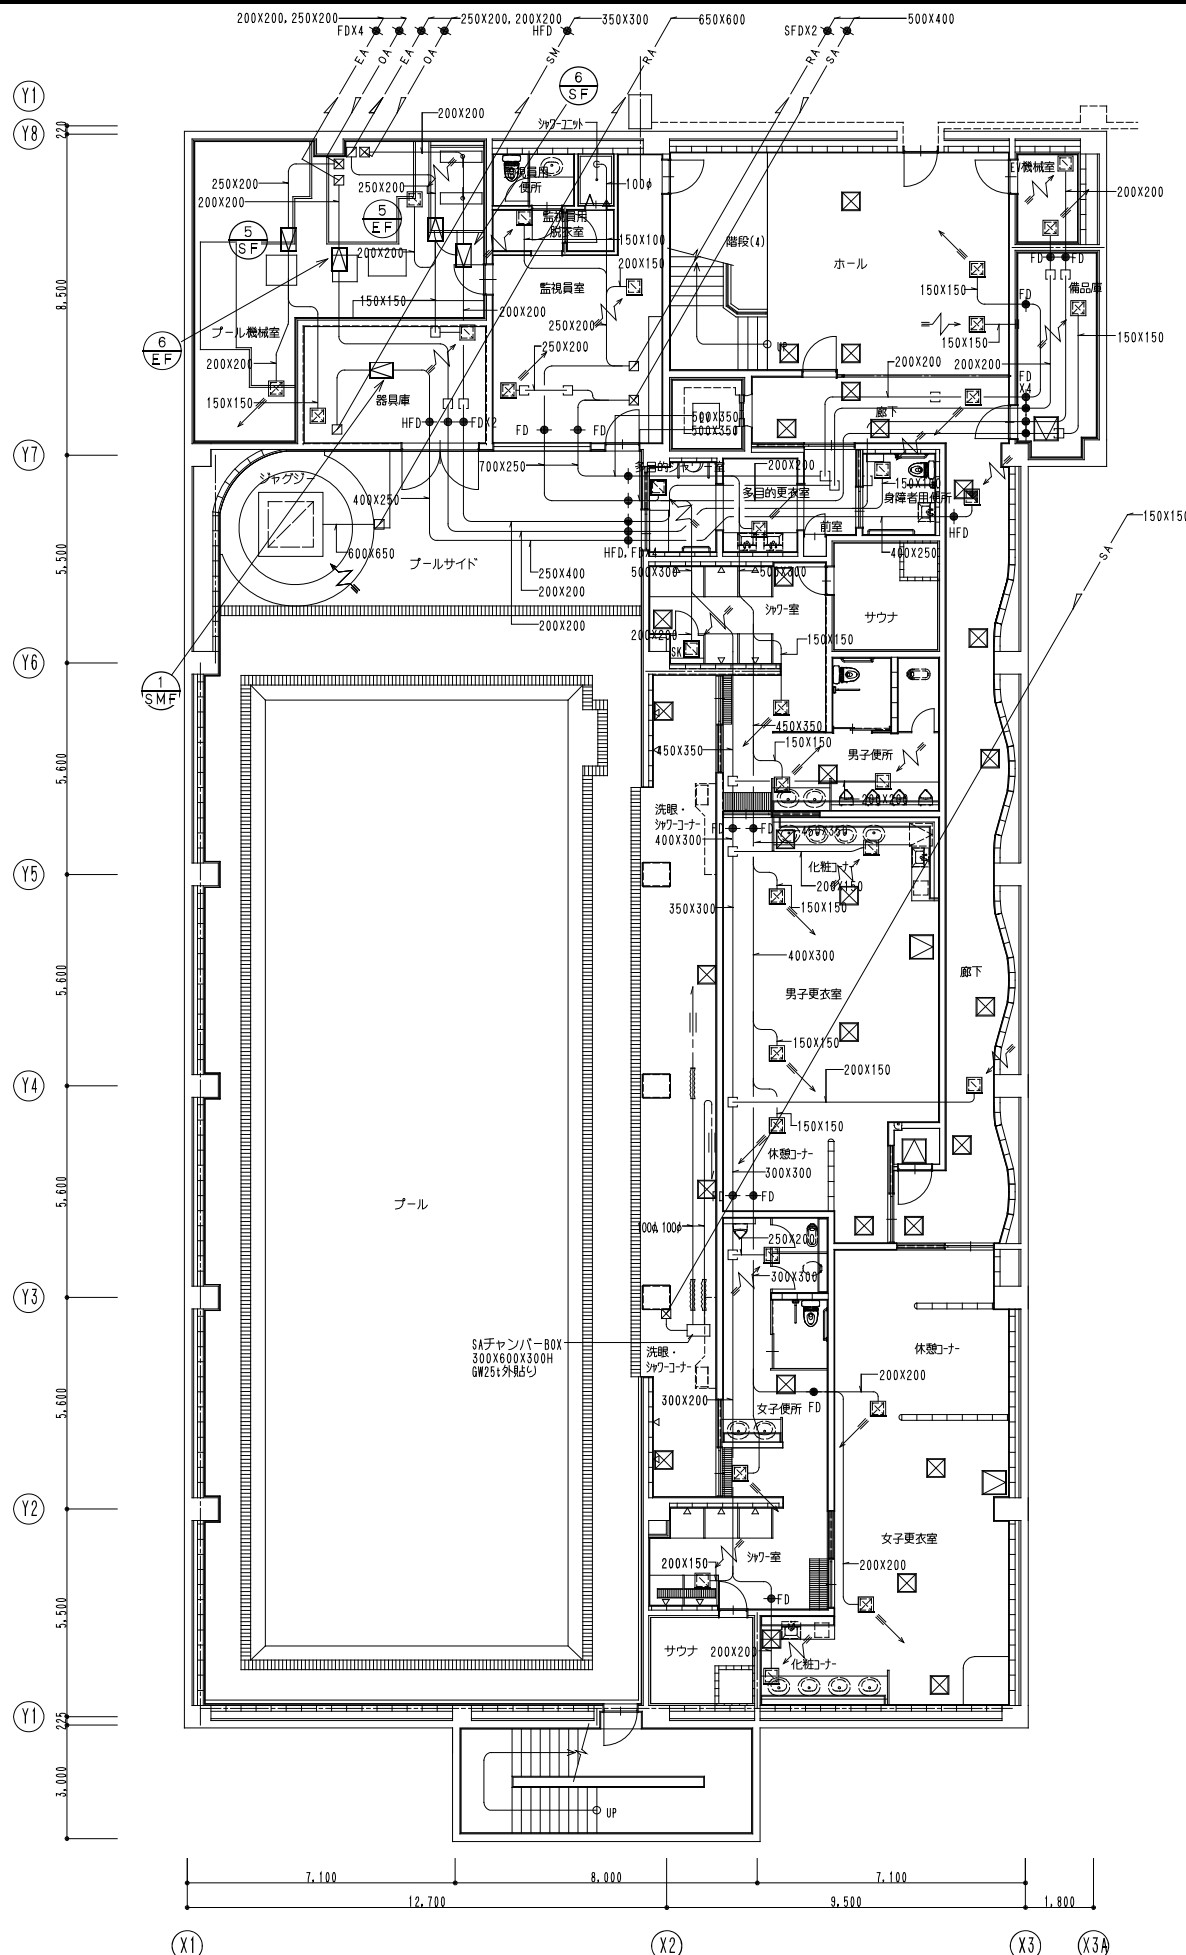 200X200,250X200
FDX4
250X200,200X200
HFD
350X300
650X600
SFDX2
500X400
EA
OA
EA
OA
SM
RA
RA
SA
6
SF
Y1
Y8
220
シャワーユニット
200X200
250X200
250X200
200X200
監視員用
便所
100φ
EV機械室
200X200
5
SF
5
EF
監視員用
脱衣室
150X100
階段(4)
ホール
200X200
200X150
FD
FD
備品庫
8,500
監視員室
150X150
200X200
150X150
FD
250X200
プール機械室
6
EF
UP
150X150
150X150
250X200
200X200
200X200
200X200
FD
X4
150X150
器具庫
HFD
FDX2
FD
FD
500X350
500X350
廊下
Y7
700X250
多目的シャワー室
200X200
多目的更衣室
150X100
身障者用便所
ジャグジー
400X250
前室
HFD
400X250
150X150
SA
600X650
プールサイド
HFD,FDX4
250X400
200X200
200X200
500X300
500X300
5,500
シャワー室
サウナ
200X200
150X150
SK
Y6
1
SMF
450X350
450X350
150X150
男子便所
200X200
5,600
洗眼・
シャワーコーナー
400X300
FD
FD
450X350
化粧コーナー
200X150
150X150
Y5
350X300
400X300
廊下
男子更衣室
5,600
150X150
200X150
Y4
150X150
休憩コーナー
300X300
FD
FD
プール
5,600
100φ,100φ
250X200
300X300
Y3
SAチャンバーBOX
300X600X300H
GW25t外貼り
洗眼・
シャワーコーナー
休憩コーナー
200X200
300X200
女子便所
FD
5,600
Y2
女子更衣室
シャワー室
200X150
200X200
FD
5,500
サウナ
200X200
化粧コーナー
Y1
225
3,000
UP
7,100
8,000
7,100
12,700
9,500
1,800
X1
X2
X3
X3A